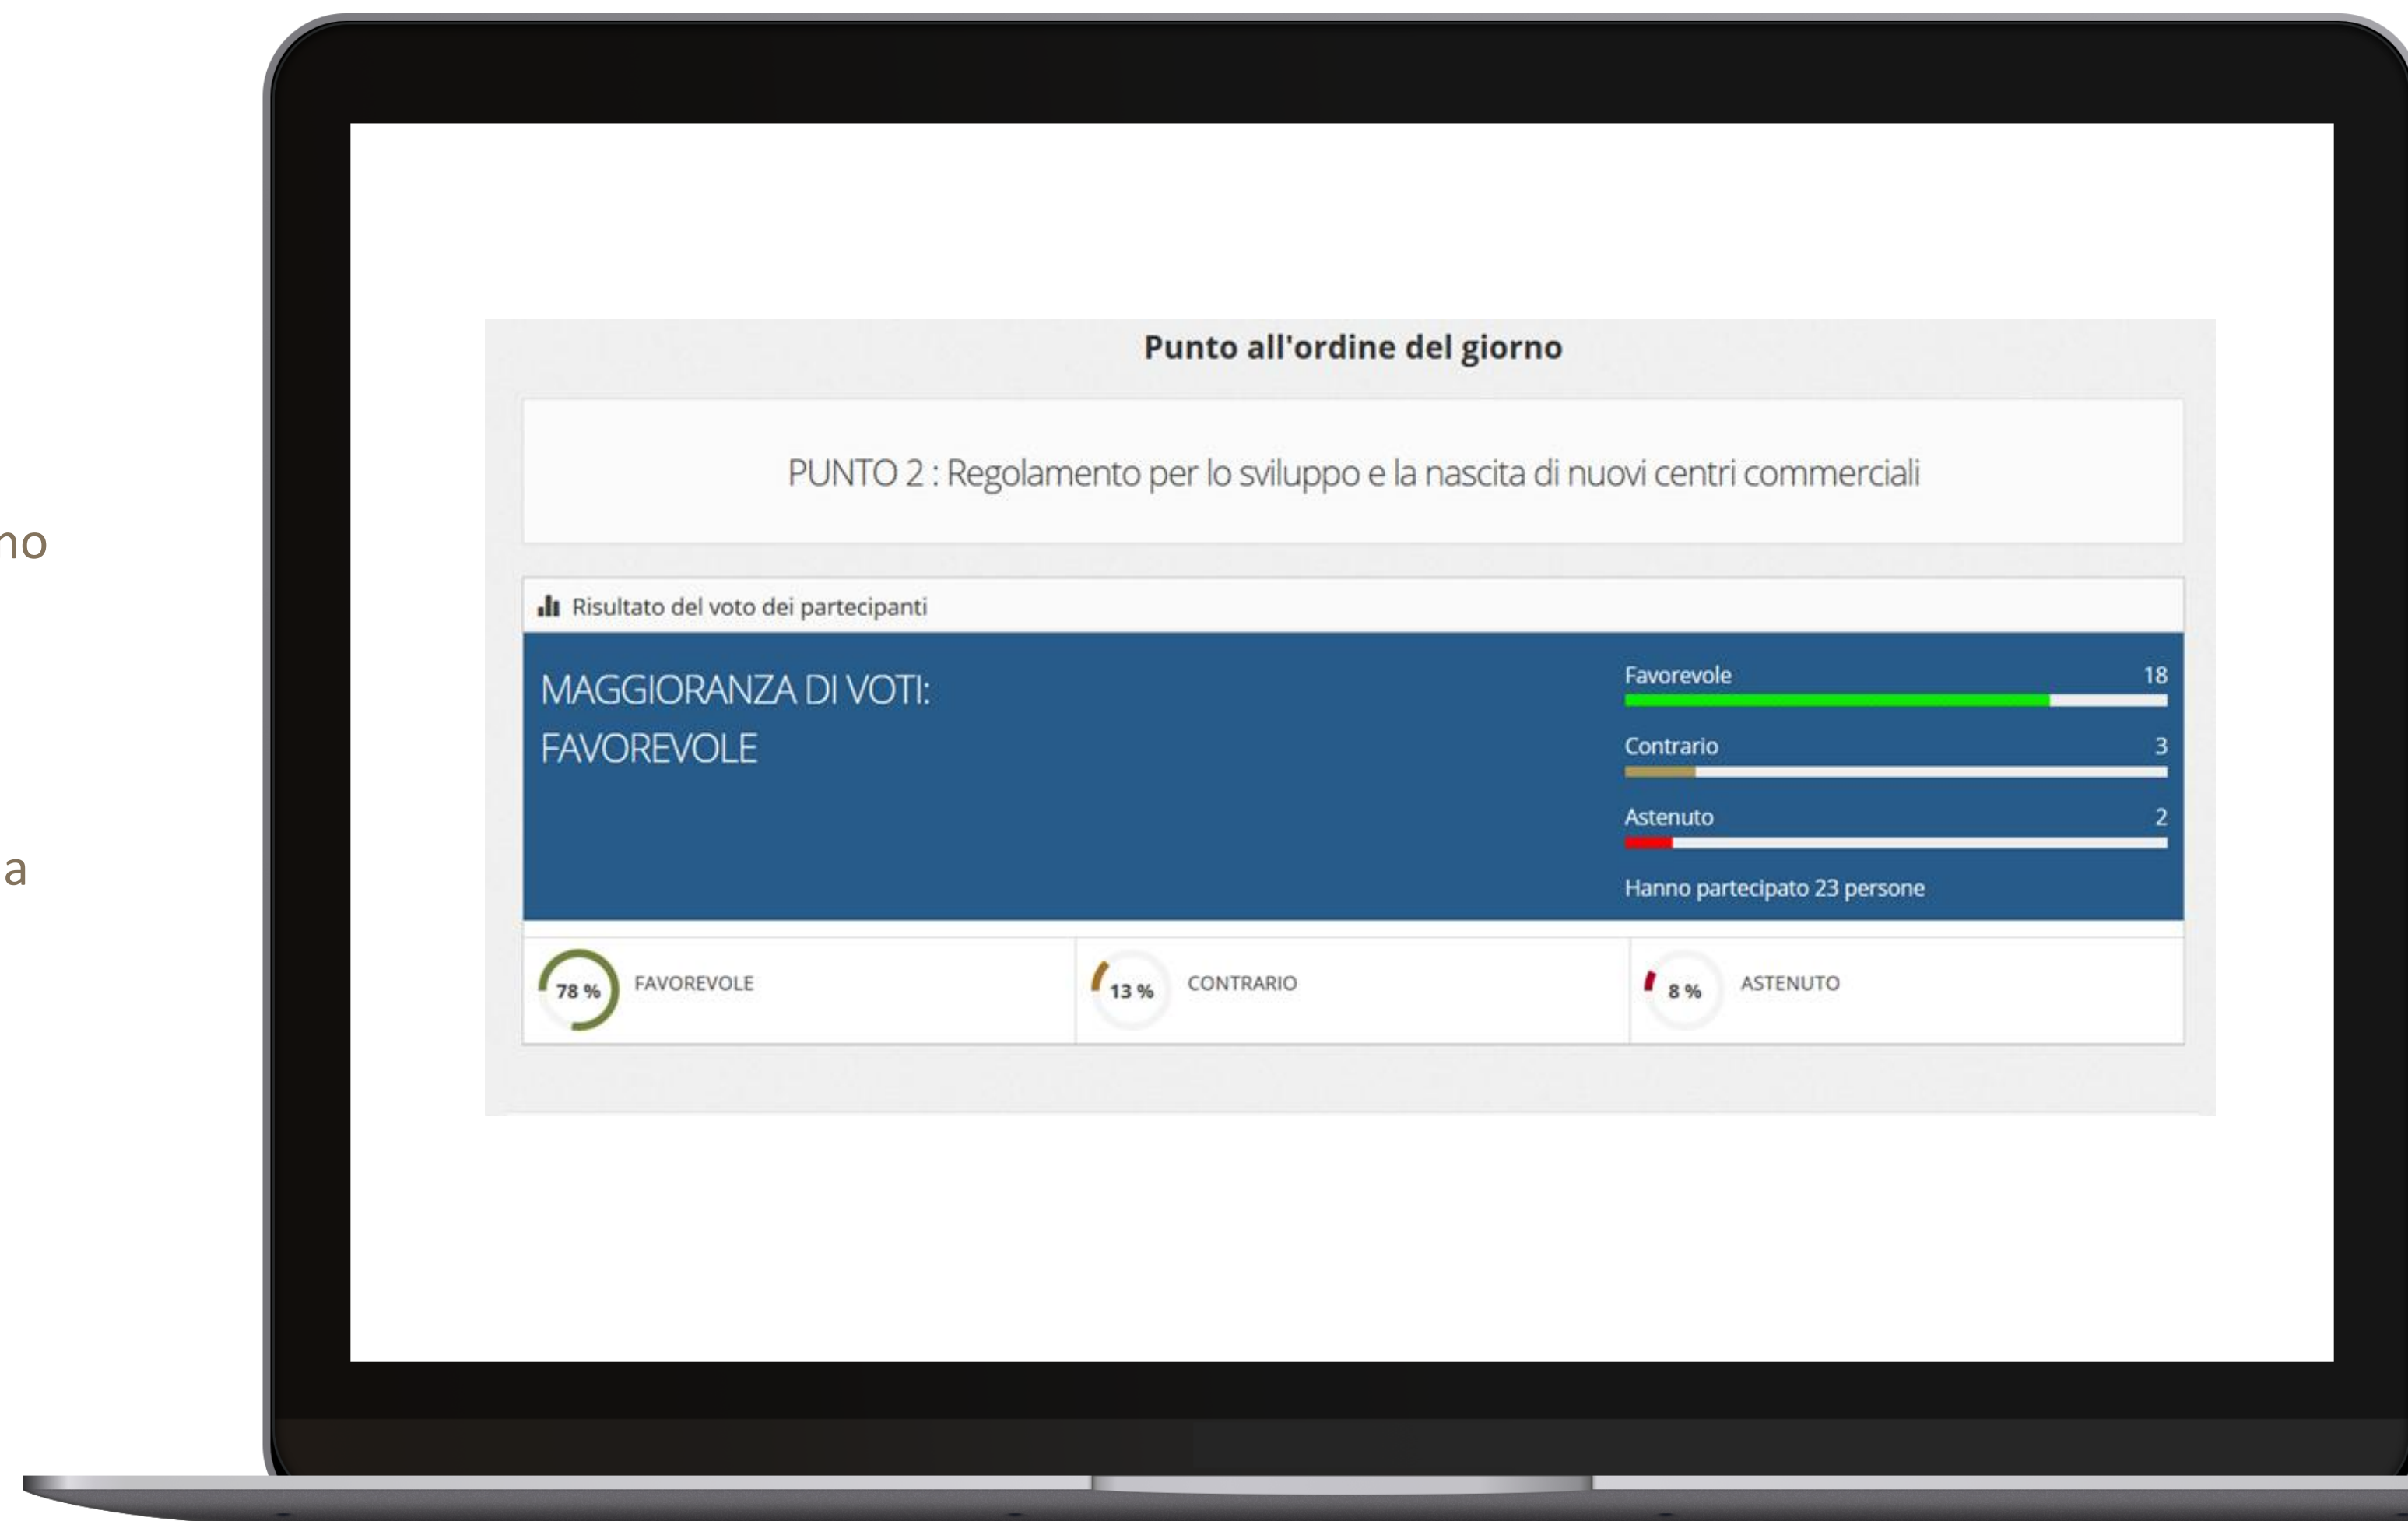 Punto all'ordine del giorno
PUNTO 2 : Regolamento per lo sviluppo e la nascita di nuovi centri commerciali
Risultato del voto dei partecipanti
MAGGIORANZA DI VOTI:
FAVOREVOLE
Favorevole 18
Contrario 3
Astenuto 2
Hanno partecipato 23 persone
78 % FAVOREVOLE
13 % CONTRARIO
8 % ASTENUTO
a